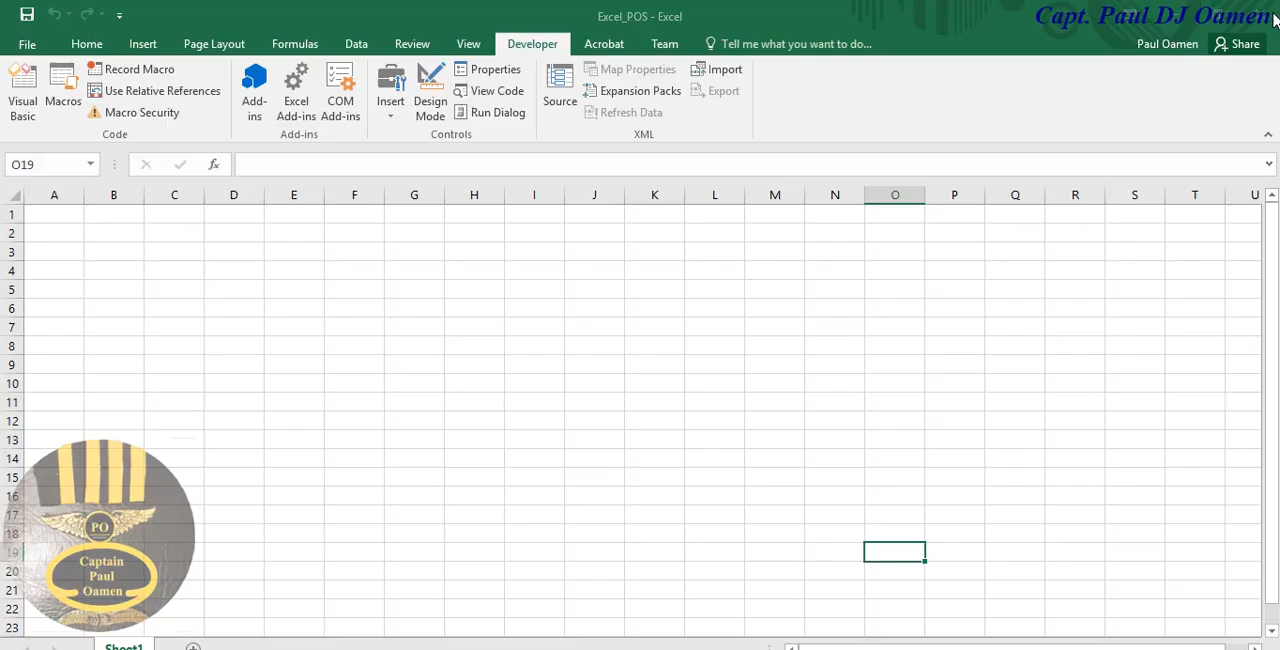 Excel_POS - Excel
Capt. Paul DJ Oamen
File Home Insert Page Layout Formulas Data Review View Developer Acrobat Team Tell me what you want to do... Paul Oamen Share
Visual Basic
Macros
Record Macro
Use Relative References
Macro Security
Code
Add-ins
Excel Add-ins
COM Add-ins
Add-ins
Insert
Design Mode
Properties
View Code
Run Dialog
Controls
Source
Map Properties
Expansion Packs
Refresh Data
Import
Export
XML
O19
fx
A B C D E F G H I J K L M N O P Q R S T U
1
2
3
4
5
6
7
8
9
10
11
12
13
14
15
16
17
18
19
20
21
22
23
PO
Captain
Paul
Oamen
Sheet1